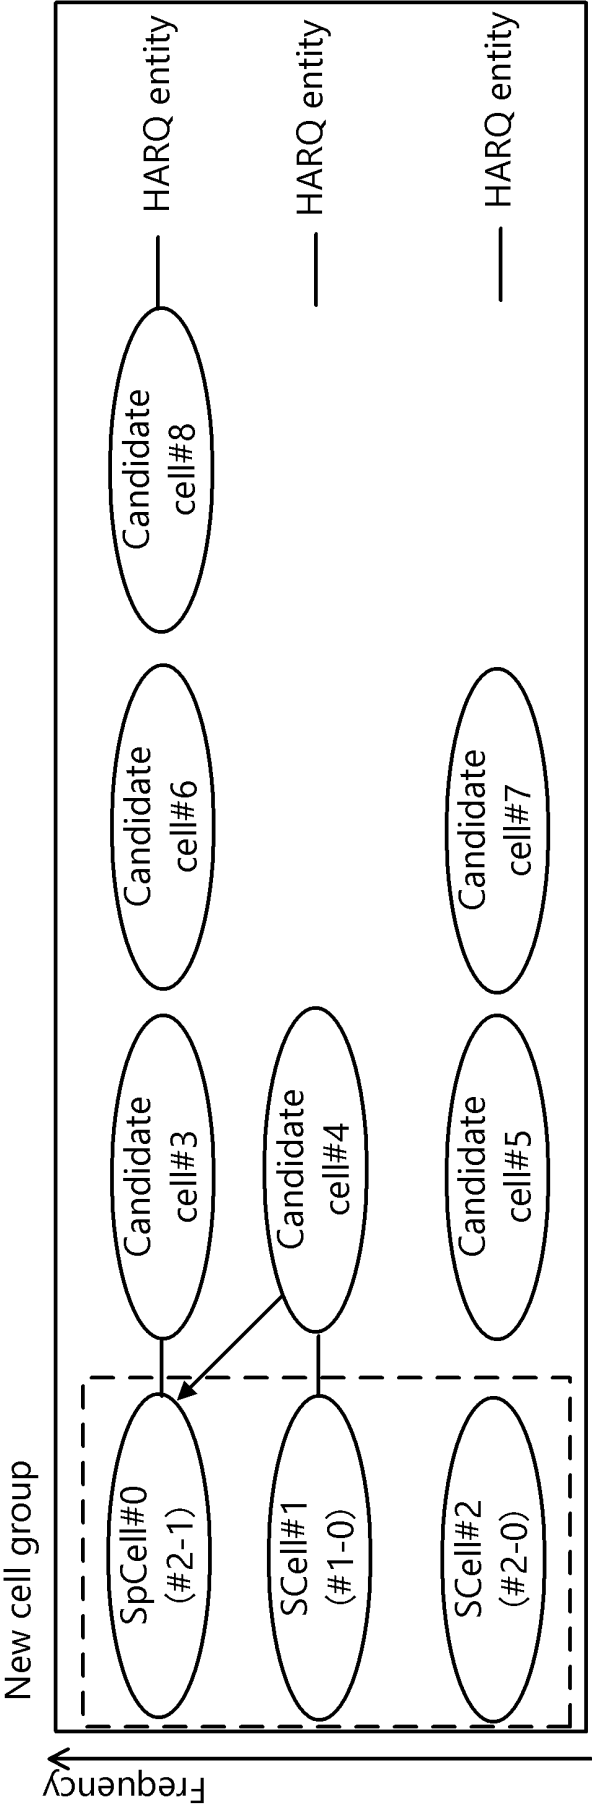 New cell group
SpCell#0
(#2-1)
Candidate
cell#3
Candidate
cell#6
Candidate
cell#8
HARQ entity
SCell#1
(#1-0)
Candidate
cell#4
HARQ entity
SCell#2
(#2-0)
Candidate
cell#5
Candidate
cell#7
HARQ entity
Frequency